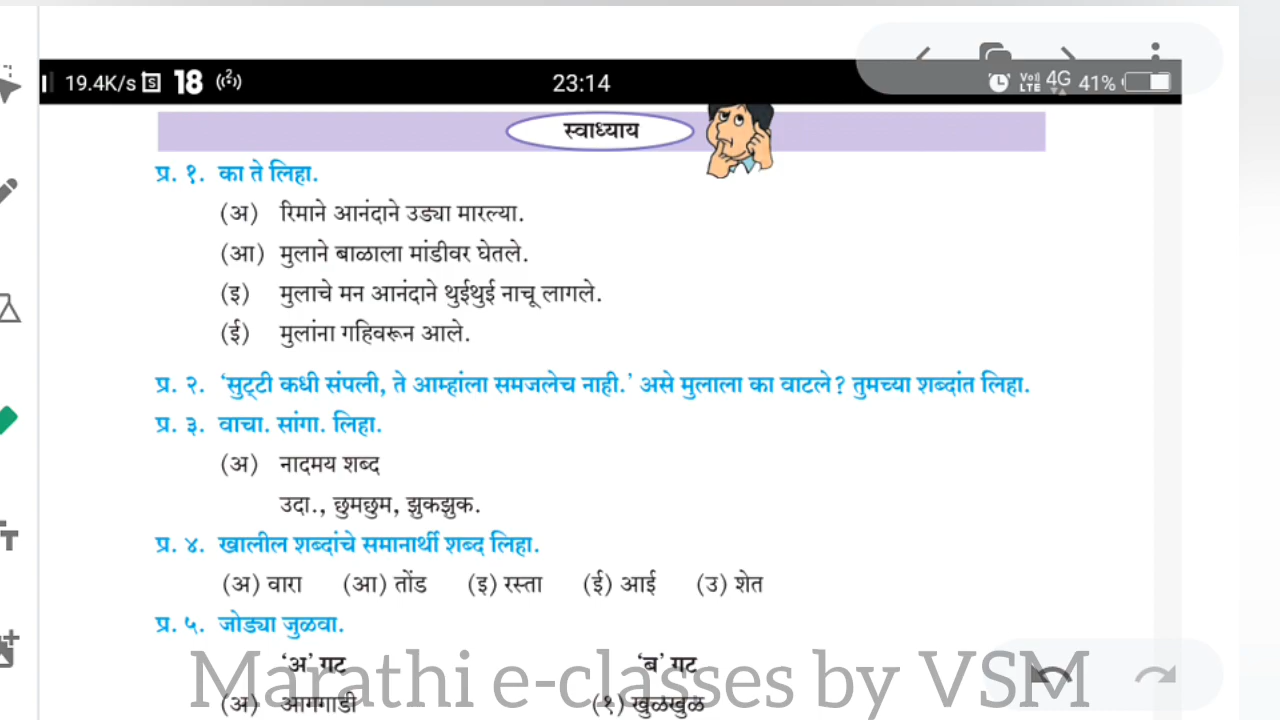 19.4K/s 18 23:14 4G 41%
स्वाध्याय
प्र. १. का ते लिहा.
(अ) रिमाने आनंदाने उड्या मारल्या.
(आ) मुलाने बाळाला मांडीवर घेतले.
(इ) मुलाचे मन आनंदाने थुईथुई नाचू लागले.
(ई) मुलांना गहिवरून आले.
प्र. २. ‘सुट्टी कधी संपली, ते आम्हांला समजलेच नाही.’ असे मुलाला का वाटले? तुमच्या शब्दांत लिहा.
प्र. ३. वाचा. सांगा. लिहा.
(अ) नादमय शब्द
उदा., छुमछुम, झुकझुक.
प्र. ४. खालील शब्दांचे समानार्थी शब्द लिहा.
(अ) वारा (आ) तोंड (इ) रस्ता (ई) आई (उ) शेत
प्र. ५. जोड्या जुळवा.
‘अ’ गट ‘ब’ गट
Marathi e-classes by VSM
(अ) आगगाडी (१) खुळखुळ